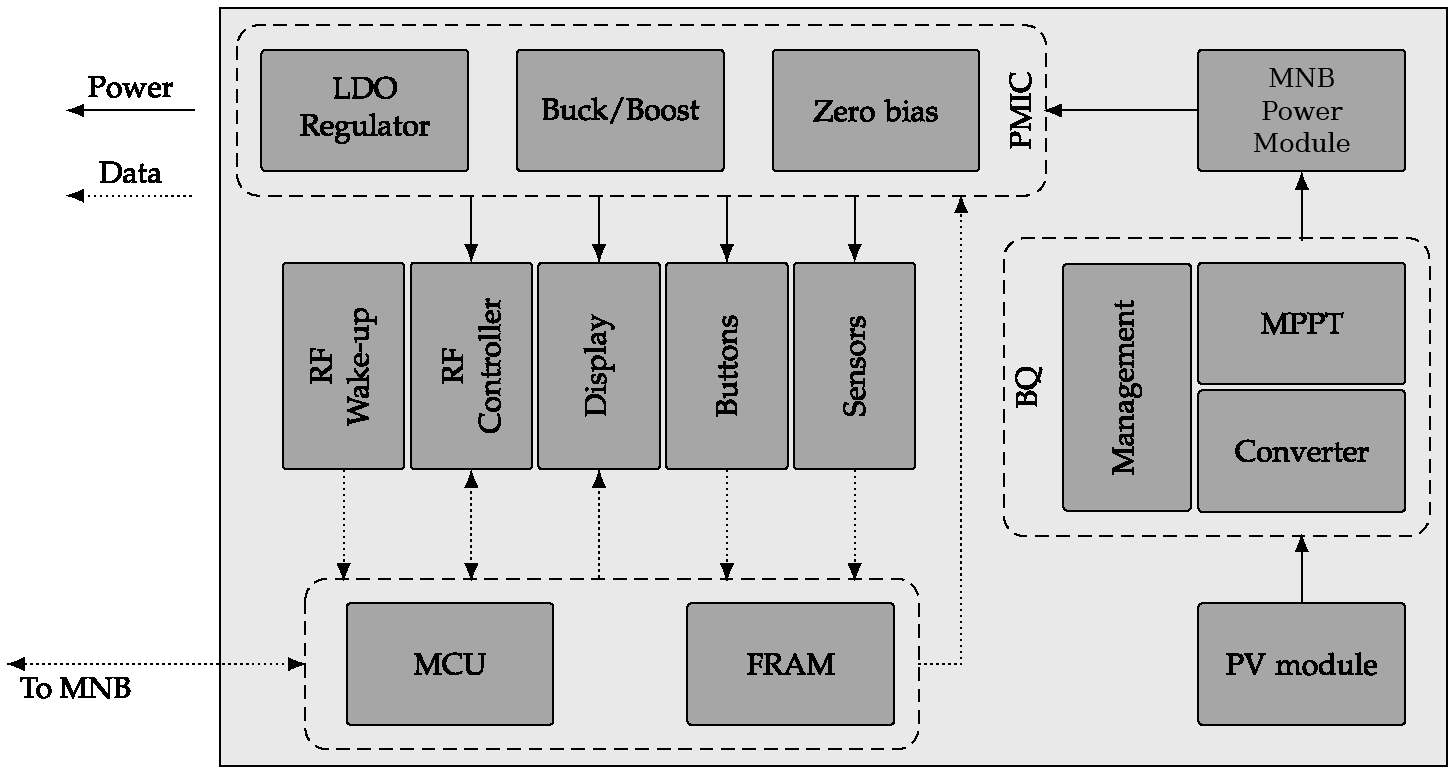 Power
Data
LDO
Regulator
Buck/Boost
Zero bias
PMIC
MNB
Power
Module
RF
Wake-up
RF
Controller
Display
Buttons
Sensors
BQ
Management
MPPT
Converter
MCU
FRAM
PV module
To MNB